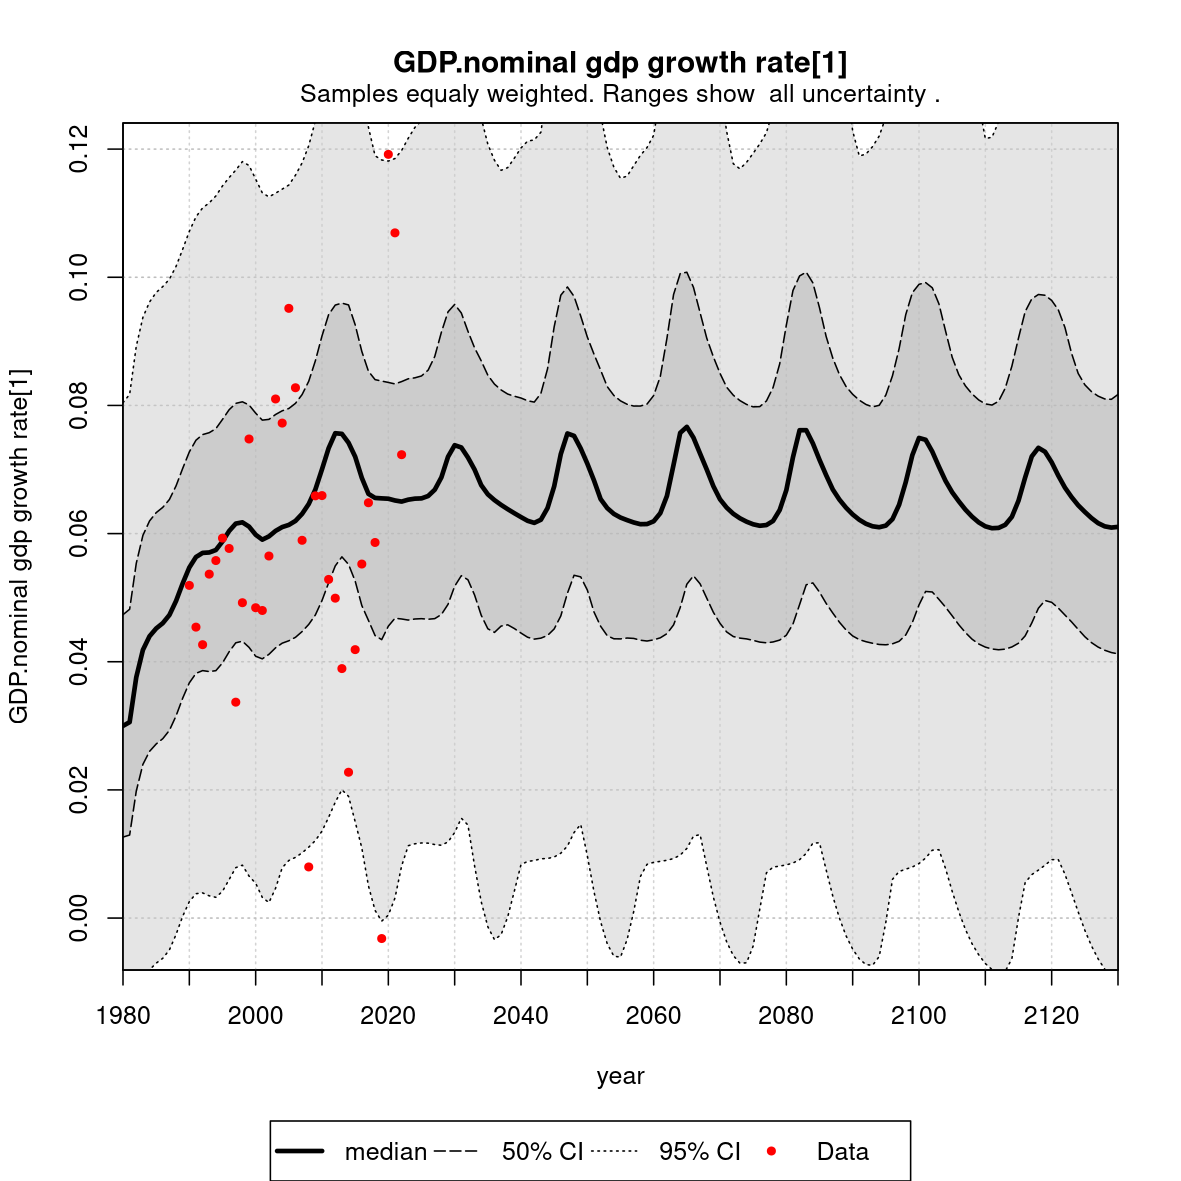 GDP.nominal gdp growth rate[1]
Samples equaly weighted. Ranges show  all uncertainty .
GDP.nominal gdp growth rate[1]
0.12
0.10
0.08
0.06
0.04
0.02
0.00
1980 2000 2020 2040 2060 2080 2100 2120
year
median 50% CI 95% CI Data